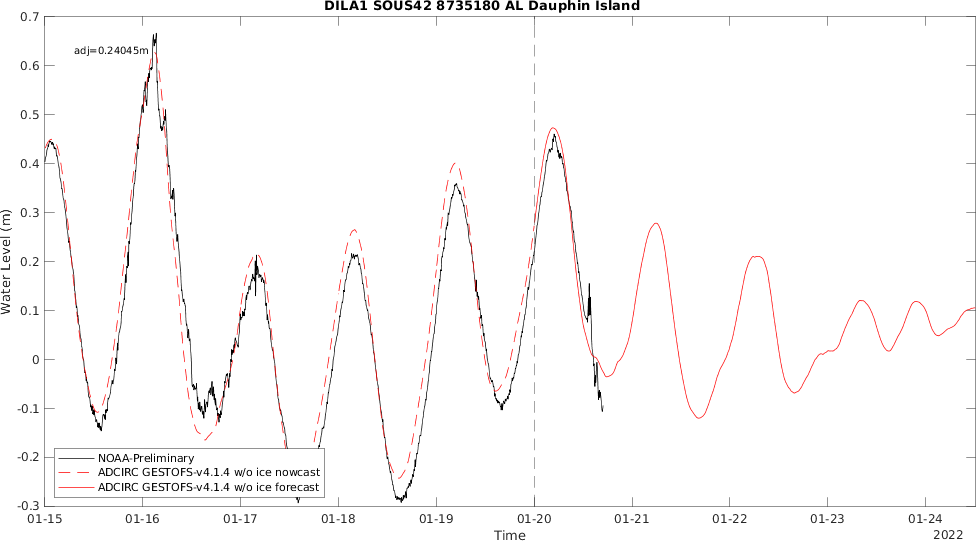 DILA1 SOUS42 8735180 AL Dauphin Island
0.7
adj=0.24045m
0.6
0.5
0.4
0.3
0.2
0.1
0
-0.1
-0.2
-0.3
Water Level (m)
NOAA-Preliminary
ADCIRC GESTOFS-v4.1.4 w/o ice nowcast
ADCIRC GESTOFS-v4.1.4 w/o ice forecast
01-15 01-16 01-17 01-18 01-19 01-20 01-21 01-22 01-23 01-24
Time
2022